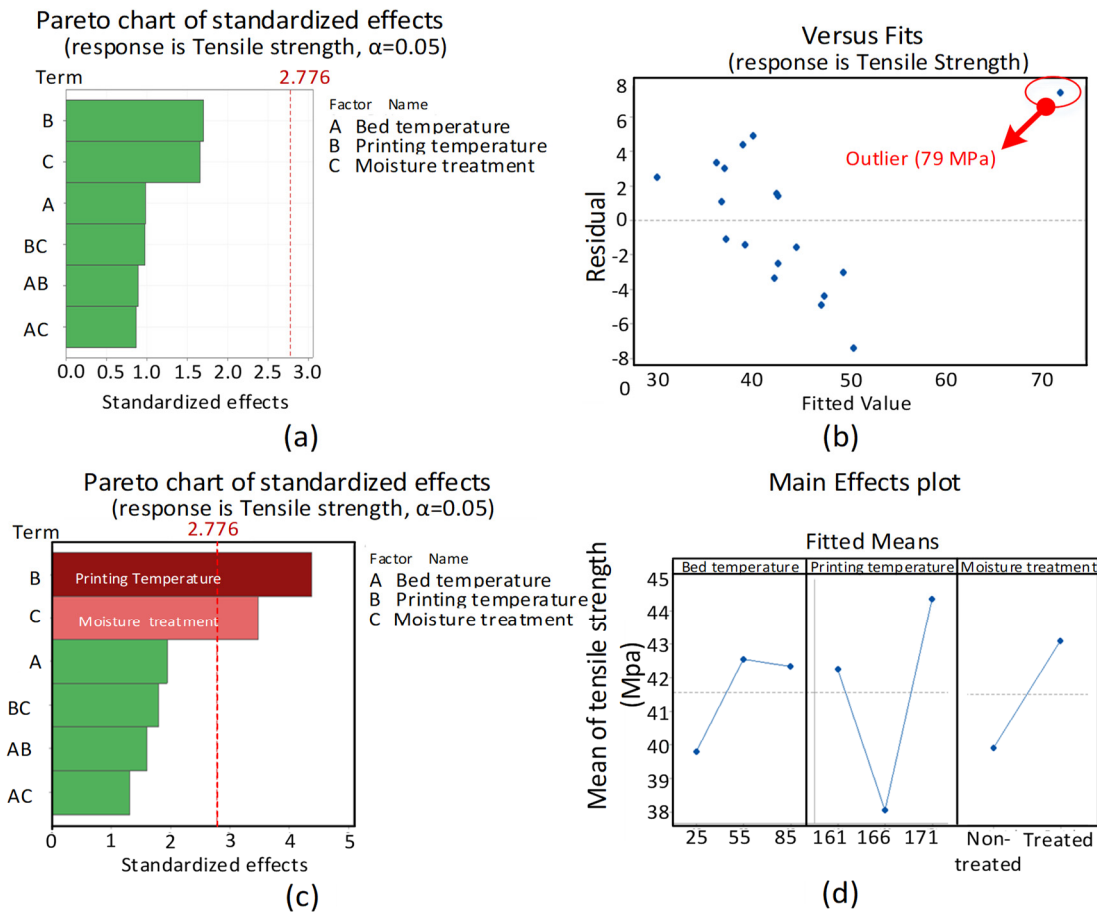 Pareto chart of standardized effects
(response is Tensile strength, α=0.05)
Term
2.776
B
C
A
BC
AB
AC
0.0 0.5 1.0 1.5 2.0 2.5 3.0
Standardized effects
Factor Name
A Bed temperature
B Printing temperature
C Moisture treatment
(a)
Versus Fits
(response is Tensile Strength)
Residual
8
6
4
2
0
-2
-4
-6
-8
Outlier (79 MPa)
0 30 40 50 60 70
Fitted Value
(b)
Pareto chart of standardized effects
(response is Tensile strength, α=0.05)
Term
2.776
B Printing Temperature
C Moisture treatment
A
BC
AB
AC
0 1 2 3 4 5
Standardized effects
Factor Name
A Bed temperature
B Printing temperature
C Moisture treatment
(c)
Main Effects plot
Fitted Means
Bed temperature Printing temperature Moisture treatment
Mean of tensile strength
(Mpa)
45
44
43
42
41
40
39
38
25 55 85 161 166 171 Non-treated Treated
(d)